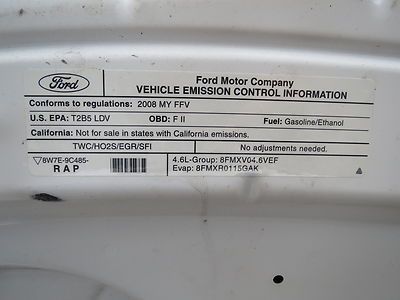 Ford
Ford Motor Company
VEHICLE EMISSION CONTROL INFORMATION
Conforms to regulations: 2008 MY FFV
U.S. EPA: T2B5 LDV OBD: F II Fuel: Gasoline/Ethanol
California: Not for sale in states with California emissions.
TWC/HO2S/EGR/SFI No adjustments needed.
8W7E-9C485-
R A P
4.6L-Group: 8FMXV04.6VEF
Evap: 8FMXR0115GAK